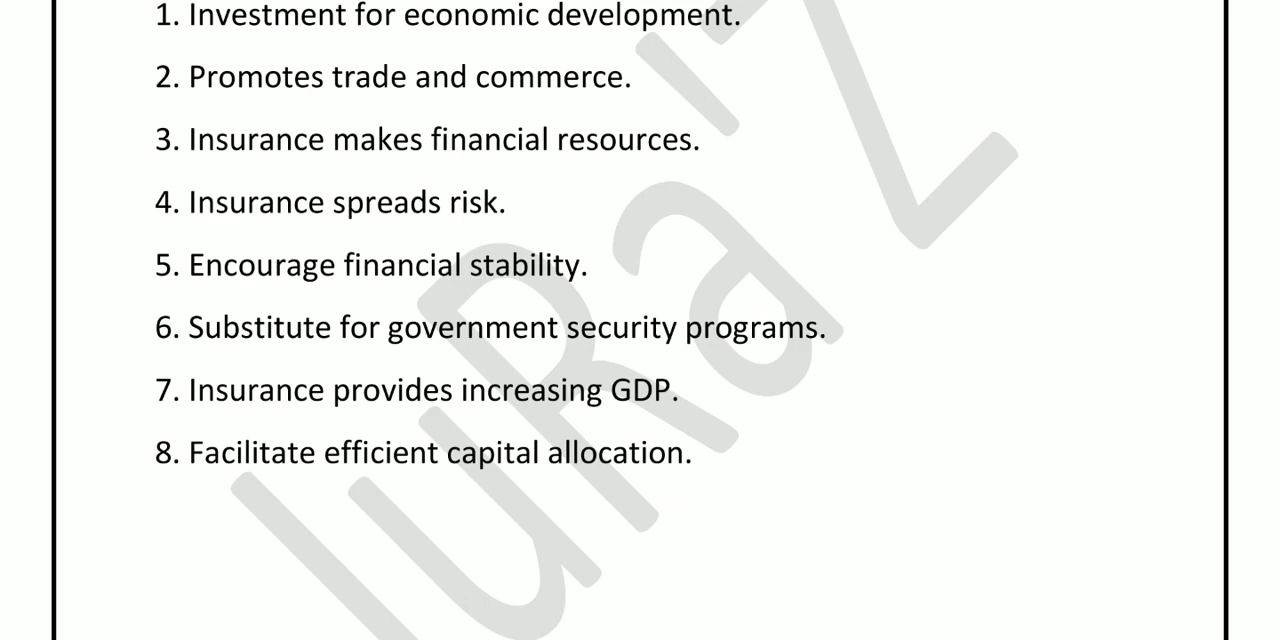 1. Investment for economic development.
2. Promotes trade and commerce.
3. Insurance makes financial resources.
4. Insurance spreads risk.
5. Encourage financial stability.
6. Substitute for government security programs.
7. Insurance provides increasing GDP.
8. Facilitate efficient capital allocation.